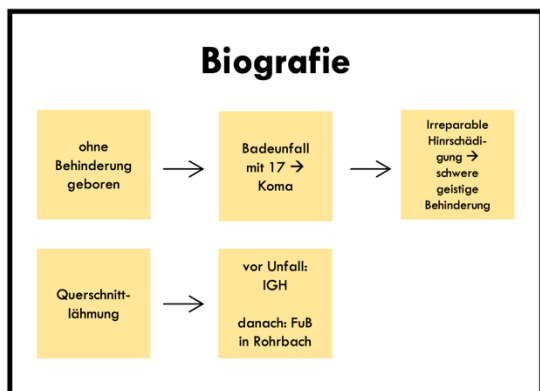 Biografie
ohne
Behinderung
geboren
Badeunfall
mit 17 →
Koma
Irreparable
Hinrschädi-
gung →
schwere
geistige
Behinderung
Querschnitt-
lähmung
vor Unfall:
IGH
danach: FuB
in Rohrbach